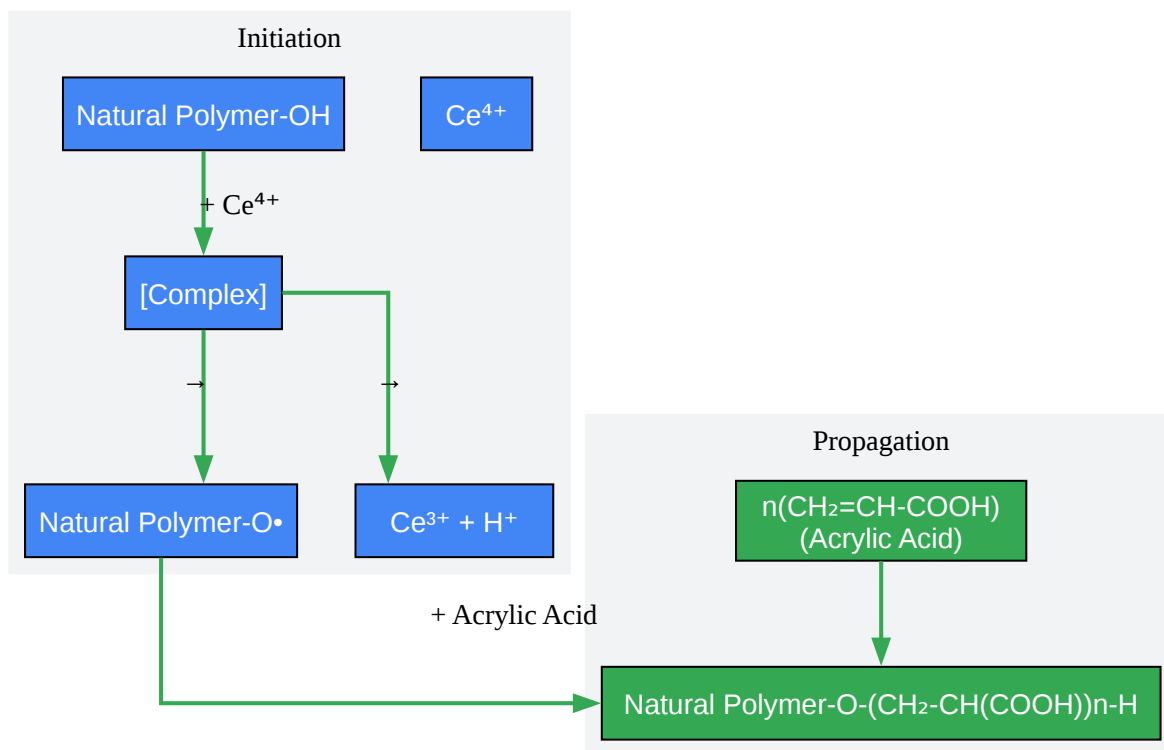 Initiation
Natural Polymer-OH
Ce⁴⁺
+ Ce⁴⁺
[Complex]
→
→
Natural Polymer-O•
Ce³⁺ + H⁺
Propagation
n(CH₂=CH-COOH)
(Acrylic Acid)
+ Acrylic Acid
Natural Polymer-O-(CH₂-CH(COOH))n-H